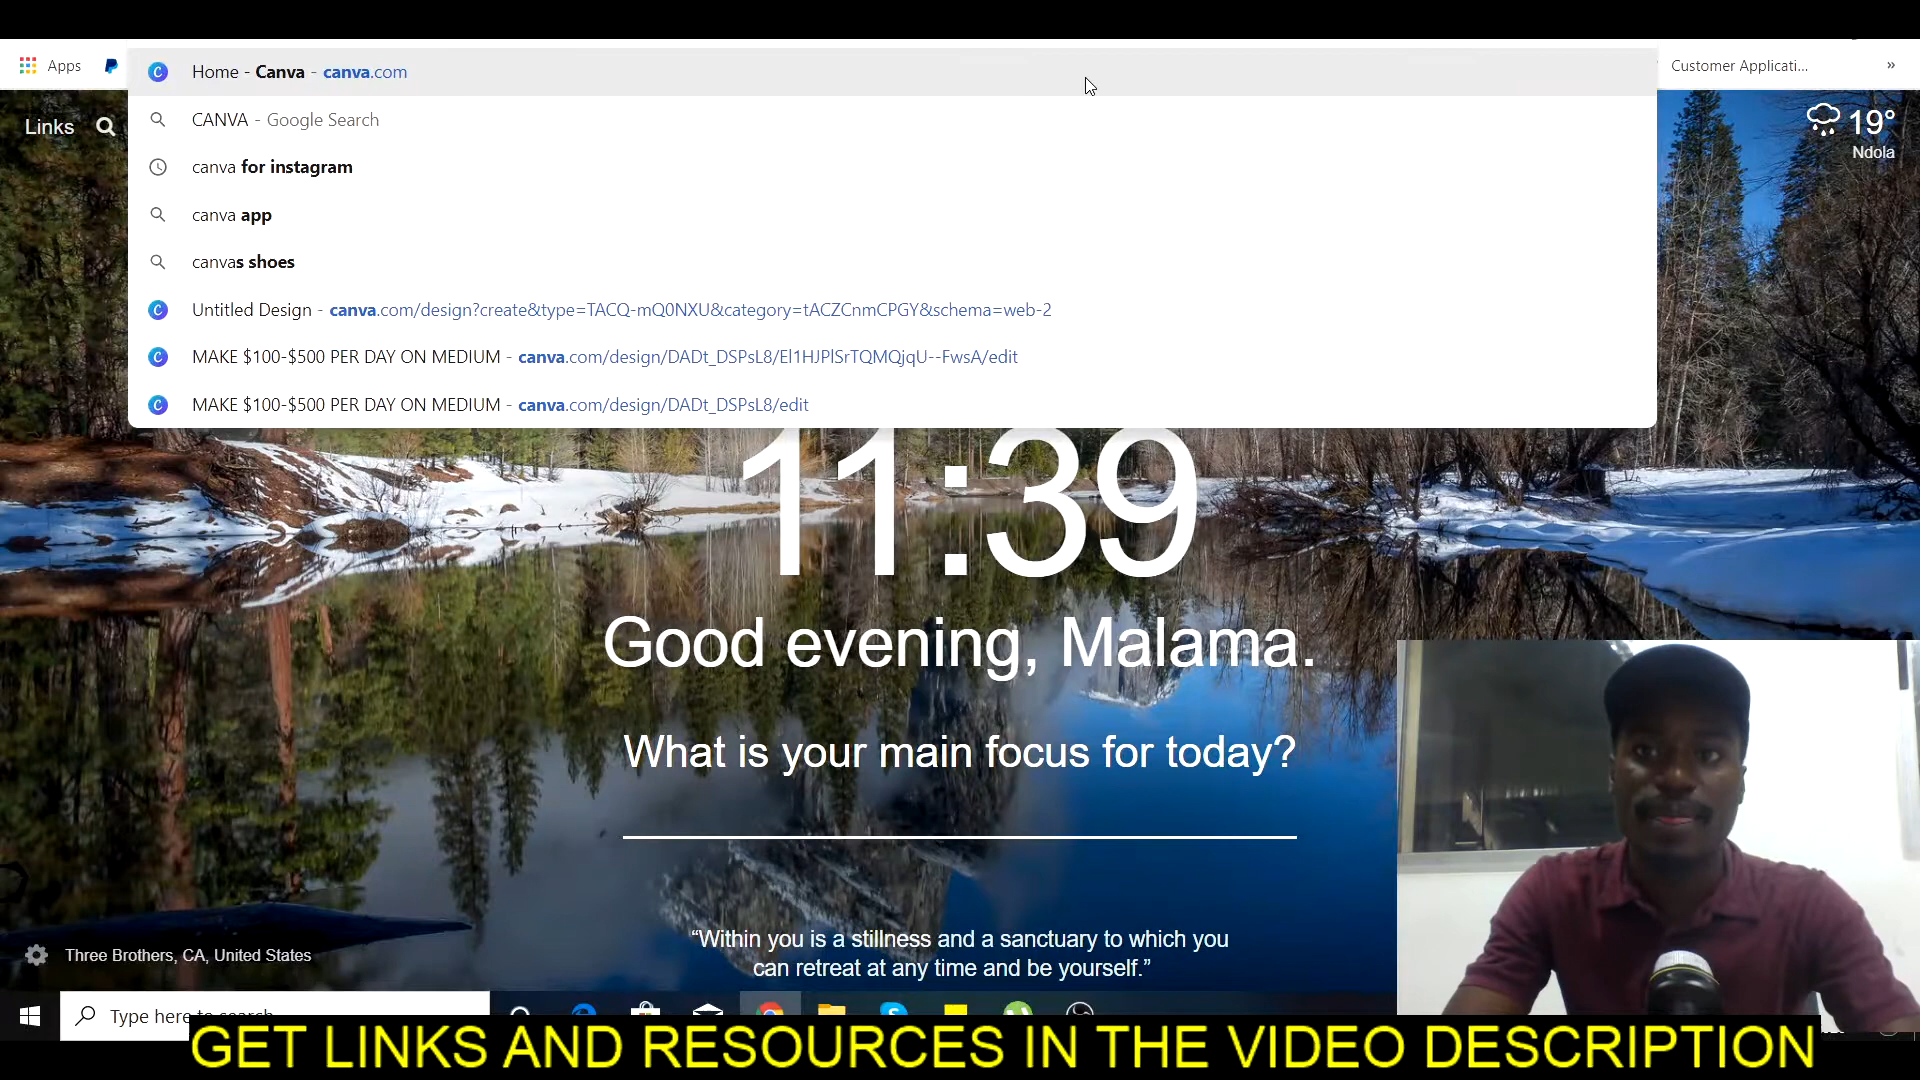 Apps
Customer Applicati...
»
Home - Canva - canva.com
CANVA - Google Search
canva for instagram
canva app
canvas shoes
Untitled Design - canva.com/design?create&type=TACQ-mQ0NXU&category=tACZCnmCPGY&schema=web-2
MAKE $100-$500 PER DAY ON MEDIUM - canva.com/design/DADt_DSPsL8/El1HJPlSrTQMQjqU--FwsA/edit
MAKE $100-$500 PER DAY ON MEDIUM - canva.com/design/DADt_DSPsL8/edit
Links
19°
Ndola
11:39
Good evening, Malama.
What is your main focus for today?
“Within you is a stillness and a sanctuary to which you
can retreat at any time and be yourself.”
Three Brothers, CA, United States
Type here to search
GET LINKS AND RESOURCES IN THE VIDEO DESCRIPTION